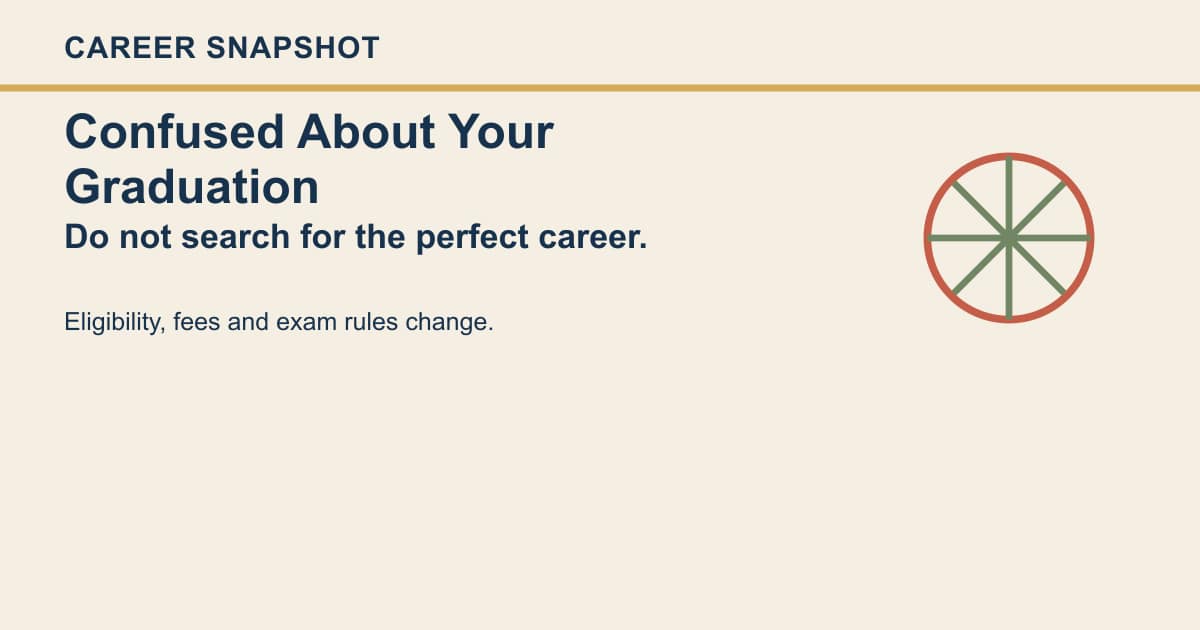 CAREER SNAPSHOT
Confused About Your
Graduation
Do not search for the perfect career.
Eligibility, fees and exam rules change.